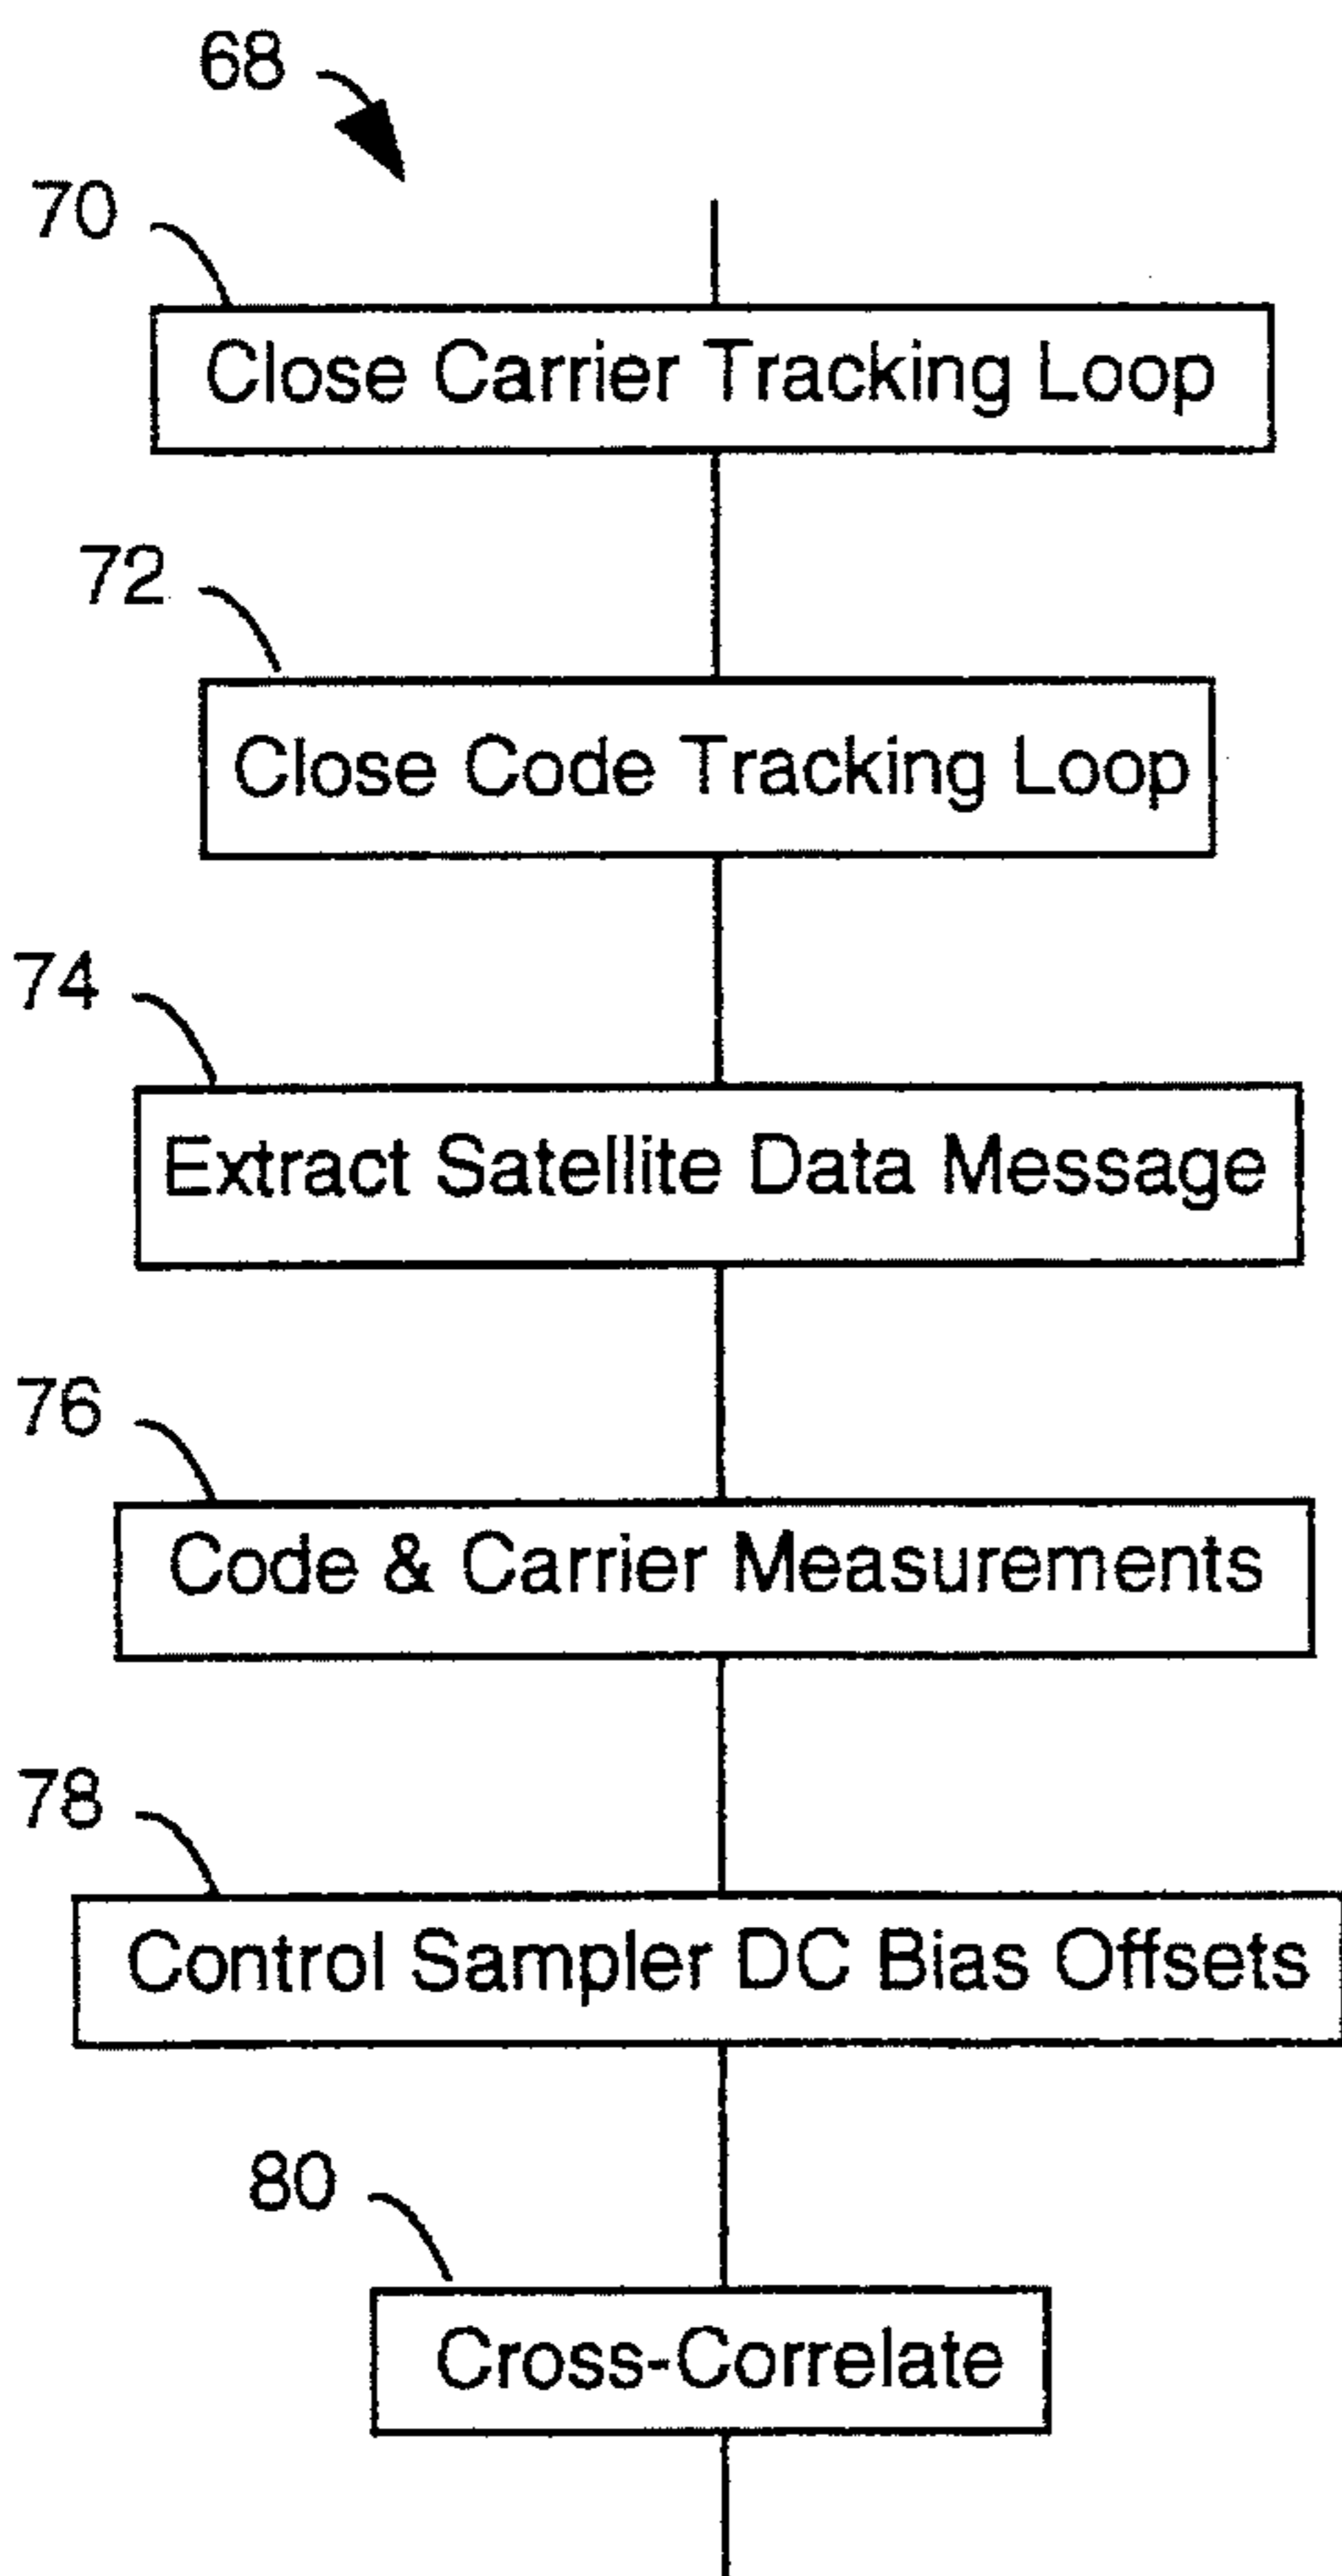 68
70
Close Carrier Tracking Loop
72
Close Code Tracking Loop
74
Extract Satellite Data Message
76
Code & Carrier Measurements
78
Control Sampler DC Bias Offsets
80
Cross-Correlate